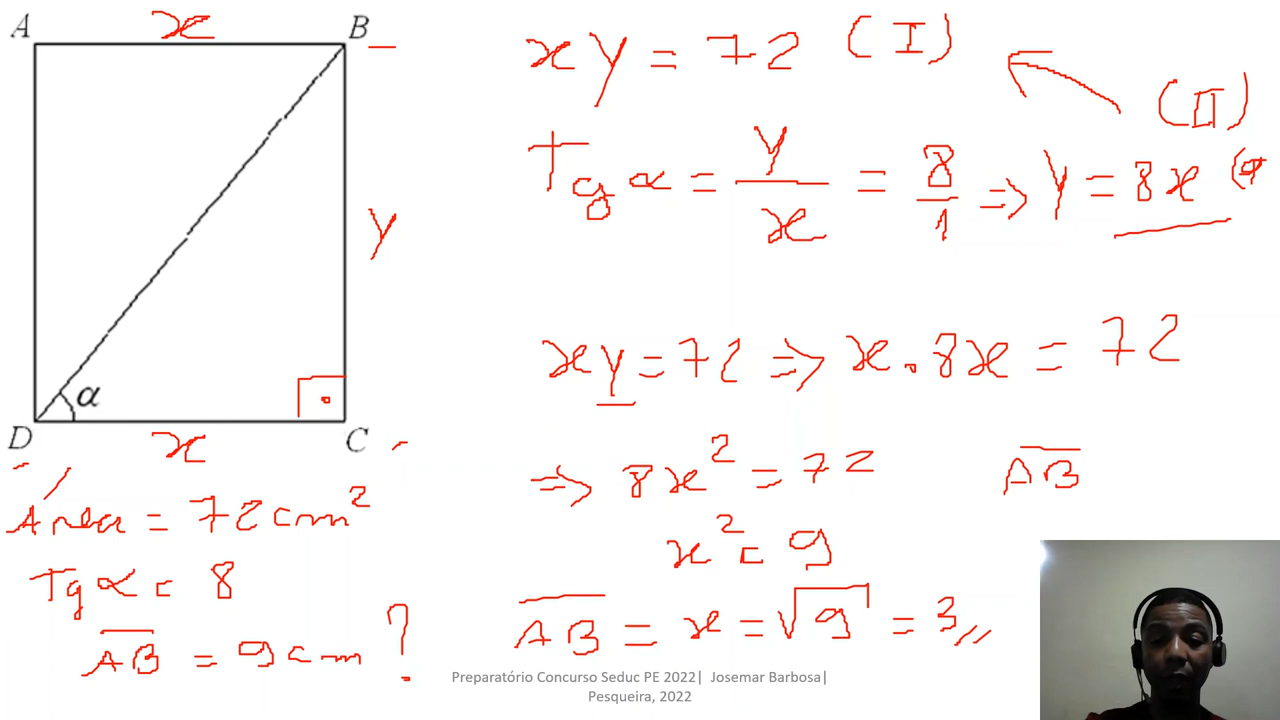 A x B
y
α
D x C
Área = 72 cm²
Tg α = 8
AB = 9 cm ?
xy = 72 (I)
(II)
Tg α = y/x = 8/1 => y = 8x
xy = 72 => x . 8x = 72
=> 8x² = 72
AB
x² = 9
AB = x = √9 = 3
Preparatório Concurso Seduc PE 2022| Josemar Barbosa|
Pesqueira, 2022